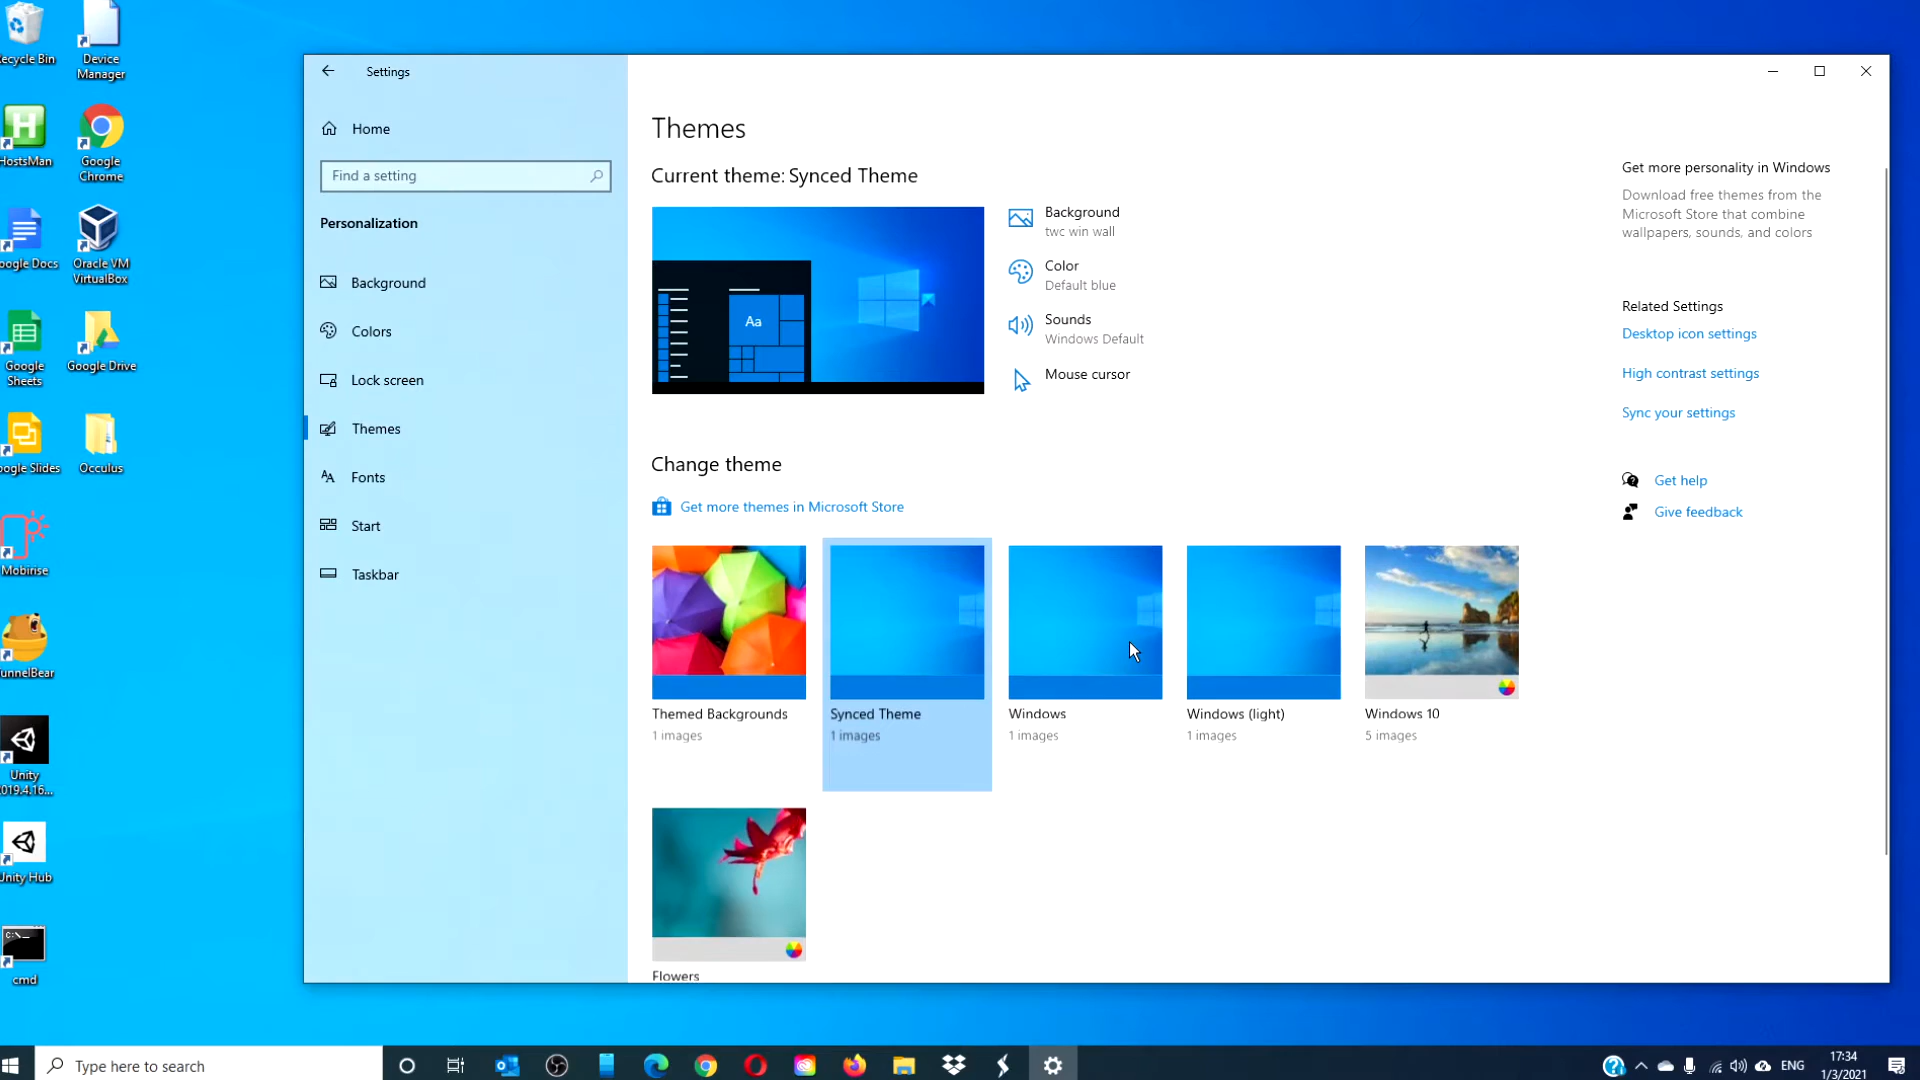 ecycle Bin
Device
Manager
HostsMan
Google
Chrome
oogle Docs
Oracle VM
VirtualBox
Google
Sheets
Google Drive
oogle Slides
Occulus
Mobirise
unnelBear
Unity
2019.4.16...
Unity Hub
C:\_
cmd
Settings
Home
Find a setting
Personalization
Background
Colors
Lock screen
Themes
Fonts
Start
Taskbar
Themes
Current theme: Synced Theme
Aa
Background
twc win wall
Color
Default blue
Sounds
Windows Default
Mouse cursor
Change theme
Get more themes in Microsoft Store
Themed Backgrounds
1 images
Synced Theme
1 images
Windows
1 images
Windows (light)
1 images
Windows 10
5 images
Flowers
Get more personality in Windows
Download free themes from the
Microsoft Store that combine
wallpapers, sounds, and colors
Related Settings
Desktop icon settings
High contrast settings
Sync your settings
Get help
Give feedback
Type here to search
ENG
17:34
1/3/2021